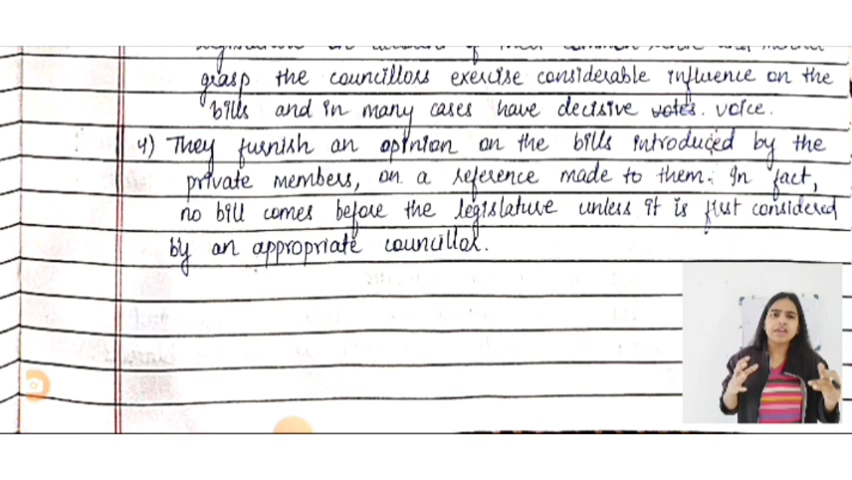 grasp the councillors exercise considerable influence on the
bills and in many cases have decisive votes. voice.
4) They furnish an opinion on the bills introduced by the
private members, on a reference made to them. In fact,
no bill comes before the legislature unless it is first considered
by an appropriate councillor.